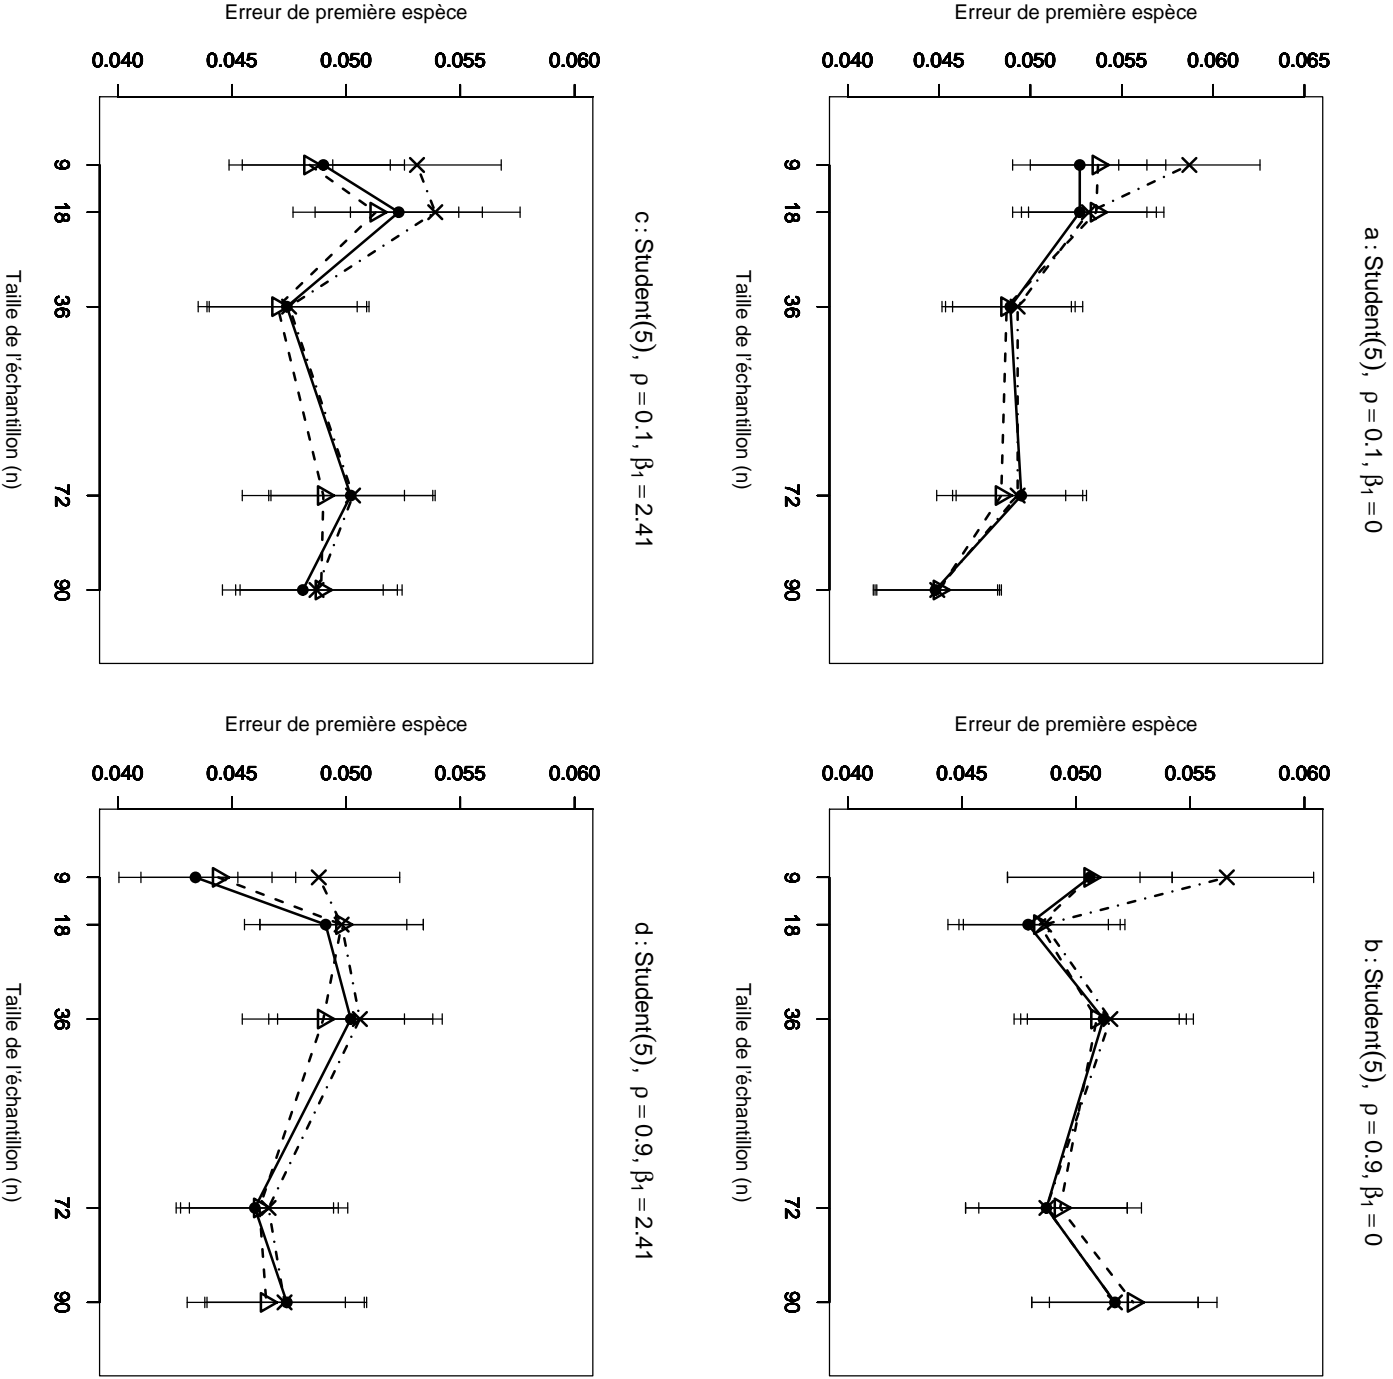 a : Student(5), ρ = 0.1, β₁ = 0
Erreur de première espèce
0.040 0.045 0.050 0.055 0.060 0.065
9 18 36 72 90
Taille de l'échantillon (n)
b : Student(5), ρ = 0.9, β₁ = 0
Erreur de première espèce
0.040 0.045 0.050 0.055 0.060
9 18 36 72 90
Taille de l'échantillon (n)
c : Student(5), ρ = 0.1, β₁ = 2.41
Erreur de première espèce
0.040 0.045 0.050 0.055 0.060
9 18 36 72 90
Taille de l'échantillon (n)
d : Student(5), ρ = 0.9, β₁ = 2.41
Erreur de première espèce
0.040 0.045 0.050 0.055 0.060
9 18 36 72 90
Taille de l'échantillon (n)